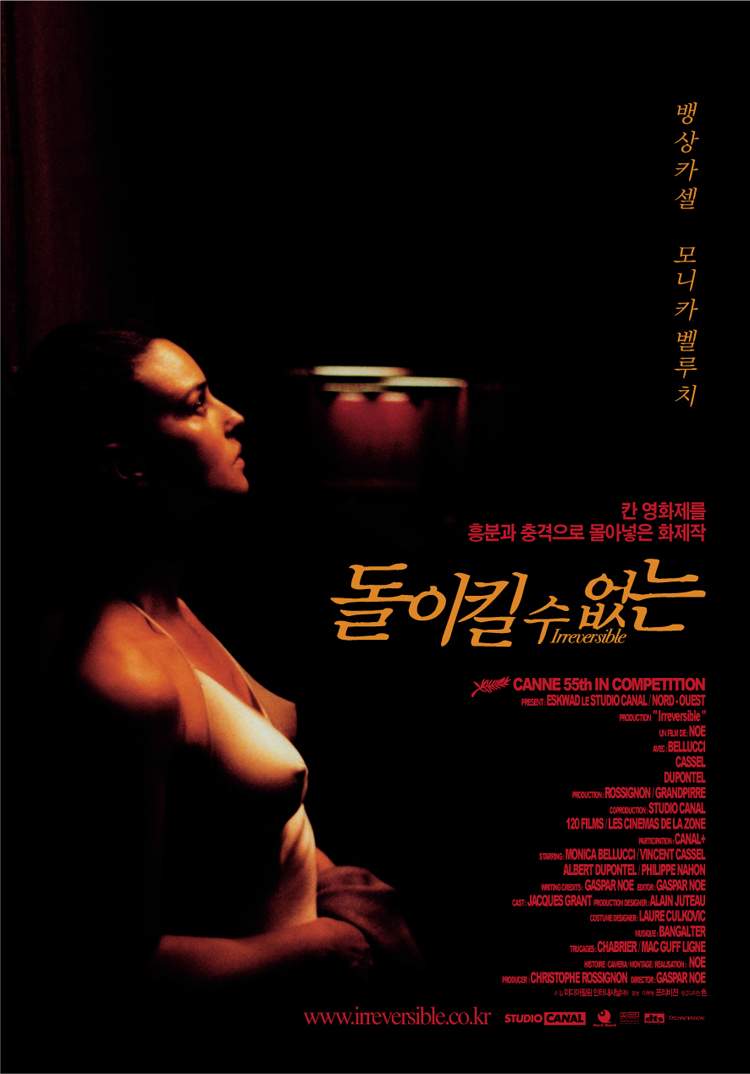 뱅상카셀 모니카벨루치
칸 영화제를
흥분과 충격으로 몰아넣은 화제작
돌이킬 수 없는
Irreversible
CANNE 55th IN COMPETITION
PRESENT: ESKWAD LE STUDIO CANAL / NORD - OUEST
PRODUCTION "Irreversible"
UN FILM DE: NOE
AVEC: BELLUCCI
CASSEL
DUPONTEL
PRODUCTION: ROSSIGNON / GRANDPIRRE
COPRODUCTION: STUDIO CANAL
120 FILMS / LES CINEMAS DE LA ZONE
PARTICIPATION: CANAL+
STARRING: MONICA BELLUCCI / VINCENT CASSEL
ALBERT DUPONTEL / PHILIPPE NAHON
WRITING CREDITS: GASPAR NOE EDITOR: GASPAR NOE
CAST: JACQUES GRANT PRODUCTION DESIGNER: ALAIN JUTEAU
COSTUME DESIGNER: LAURE CULKOVIC
MUSIQUE: BANGALTER
TRUCAGES: CHABRIER / MAC GUFF LIGNE
HISTOIRE: CAMERA / MONTAGE: REALISATION: NOE
PRODUCER: CHRISTOPHE ROSSIGNON DIRECTOR: GASPAR NOE
www.irreversible.co.kr STUDIO CANAL dts